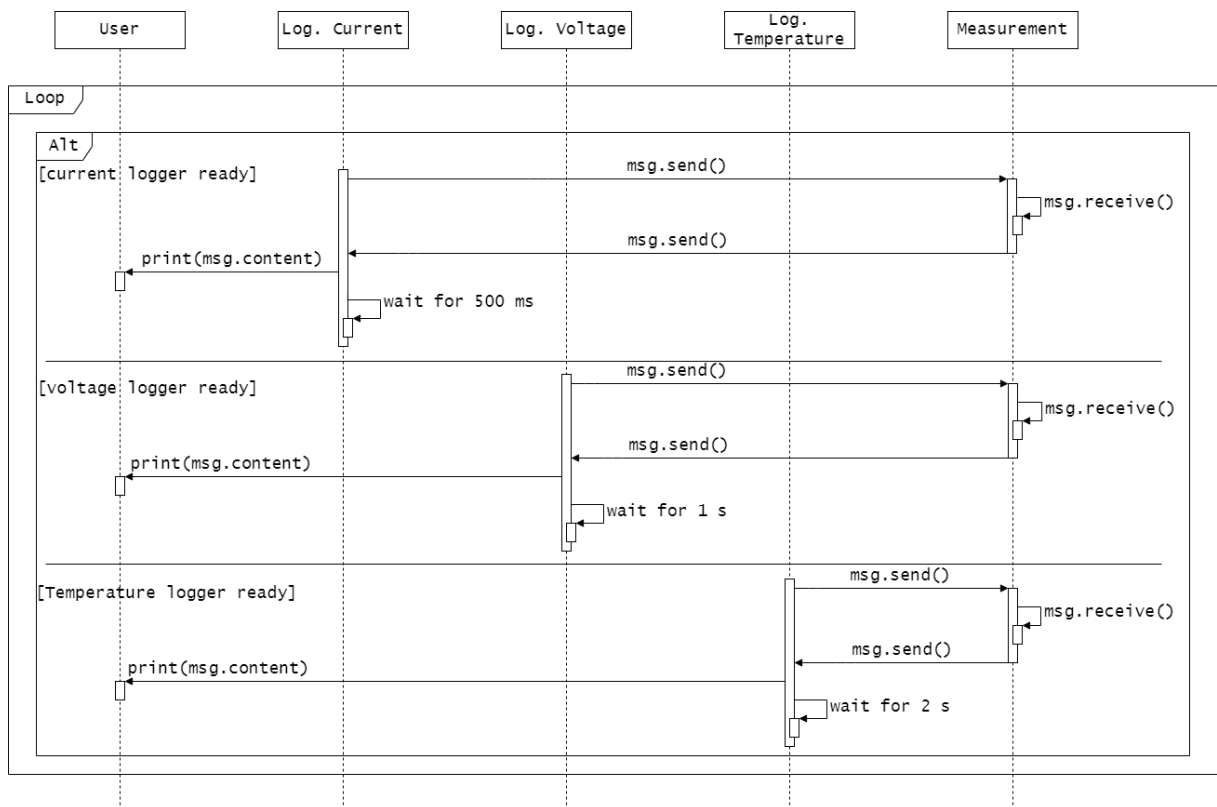 User
Log. Current
Log. Voltage
Log.
Temperature
Measurement
Loop
Alt
[current logger ready]
msg.send()
msg.receive()
msg.send()
print(msg.content)
wait for 500 ms
[voltage logger ready]
msg.send()
msg.receive()
msg.send()
print(msg.content)
wait for 1 s
[Temperature logger ready]
msg.send()
msg.receive()
msg.send()
print(msg.content)
wait for 2 s